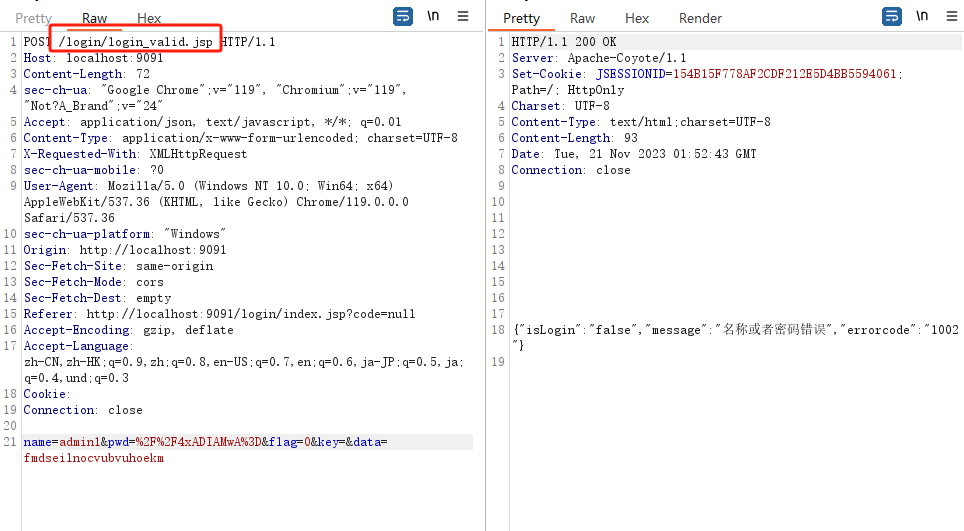 Pretty Raw Hex \n
1 POST /login/login_valid.jsp HTTP/1.1
2 Host: localhost:9091
3 Content-Length: 72
4 sec-ch-ua: "Google Chrome";v="119", "Chromium";v="119",
"Not?A_Brand";v="24"
5 Accept: application/json, text/javascript, */*; q=0.01
6 Content-Type: application/x-www-form-urlencoded; charset=UTF-8
7 X-Requested-With: XMLHttpRequest
8 sec-ch-ua-mobile: ?0
9 User-Agent: Mozilla/5.0 (Windows NT 10.0; Win64; x64)
AppleWebKit/537.36 (KHTML, like Gecko) Chrome/119.0.0.0
Safari/537.36
10 sec-ch-ua-platform: "Windows"
11 Origin: http://localhost:9091
12 Sec-Fetch-Site: same-origin
13 Sec-Fetch-Mode: cors
14 Sec-Fetch-Dest: empty
15 Referer: http://localhost:9091/login/index.jsp?code=null
16 Accept-Encoding: gzip, deflate
17 Accept-Language:
zh-CN,zh-HK;q=0.9,zh;q=0.8,en-US;q=0.7,en;q=0.6,ja-JP;q=0.5,ja;
q=0.4,und;q=0.3
18 Cookie:
19 Connection: close
20
21 name=admin1&pwd=%2F%2F4xADIAMwA%3D&flag=0&key=&data=
fmdseilnocvubvuhoekm
Pretty Raw Hex Render \n
1 HTTP/1.1 200 OK
2 Server: Apache-Coyote/1.1
3 Set-Cookie: JSESSIONID=154B15F778AF2CDF212E5D4BB5594061;
Path=/; HttpOnly
4 Charset: UTF-8
5 Content-Type: text/html;charset=UTF-8
6 Content-Length: 93
7 Date: Tue, 21 Nov 2023 01:52:43 GMT
8 Connection: close
9
10
11
12
13
14
15
16
17
18 {"isLogin":"false","message":"名称或者密码错误","errorcode":"1002
"}
19